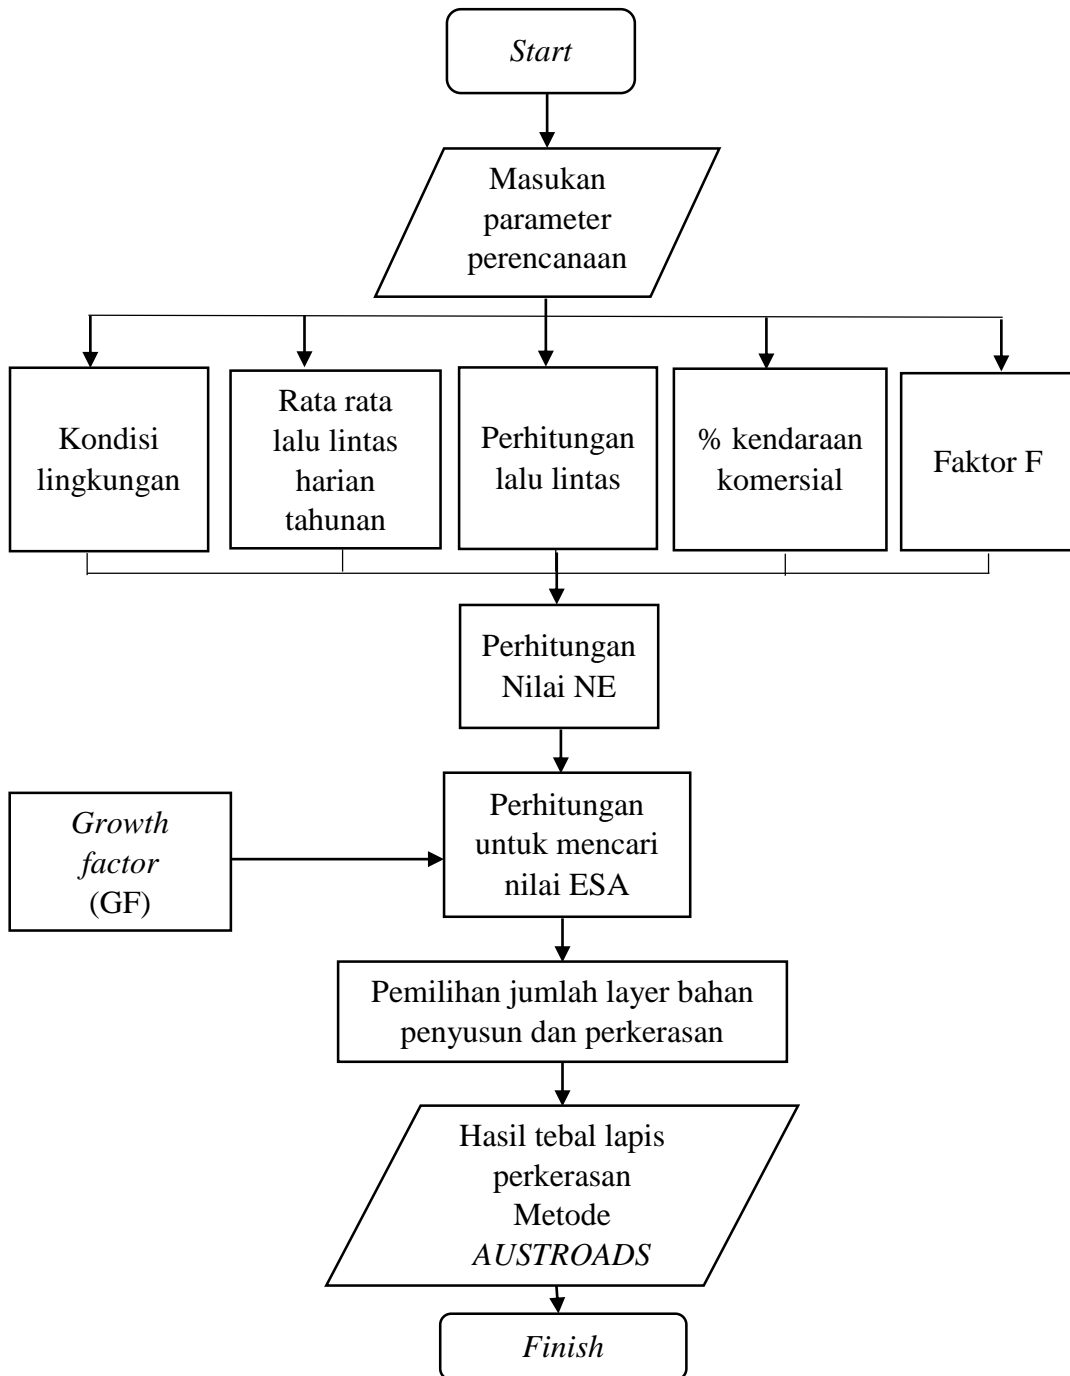 Start
Masukan
parameter
perencanaan
Kondisi
lingkungan
Rata rata
lalu lintas
harian
tahunan
Perhitungan
lalu lintas
% kendaraan
komersial
Faktor F
Perhitungan
Nilai NE
Growth
factor
(GF)
Perhitungan
untuk mencari
nilai ESA
Pemilihan jumlah layer bahan
penyusun dan perkerasan
Hasil tebal lapis
perkerasan
Metode
AUSTROADS
Finish